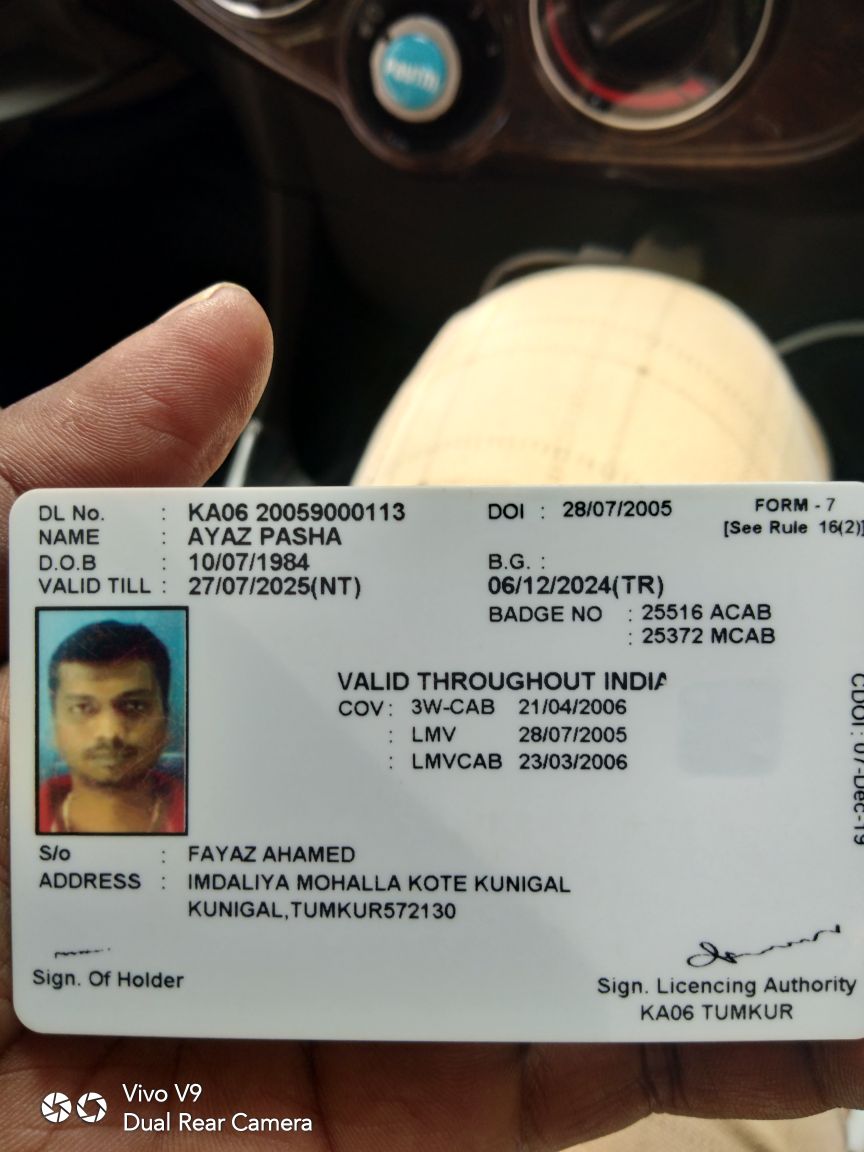 DL No. : KA06 20059000113 DOI : 28/07/2005 FORM - 7
NAME : AYAZ PASHA [See Rule 16(2)]
D.O.B : 10/07/1984 B.G. :
VALID TILL : 27/07/2025(NT) 06/12/2024(TR)
BADGE NO : 25516 ACAB
: 25372 MCAB
VALID THROUGHOUT INDIA
COV : 3W-CAB 21/04/2006
: LMV 28/07/2005
: LMVCAB 23/03/2006
CDOI : 07-Dec-19
S/o : FAYAZ AHAMED
ADDRESS : IMDALIYA MOHALLA KOTE KUNIGAL
KUNIGAL,TUMKUR572130
Sign. Of Holder
Sign. Licencing Authority
KA06 TUMKUR
Vivo V9
Dual Rear Camera